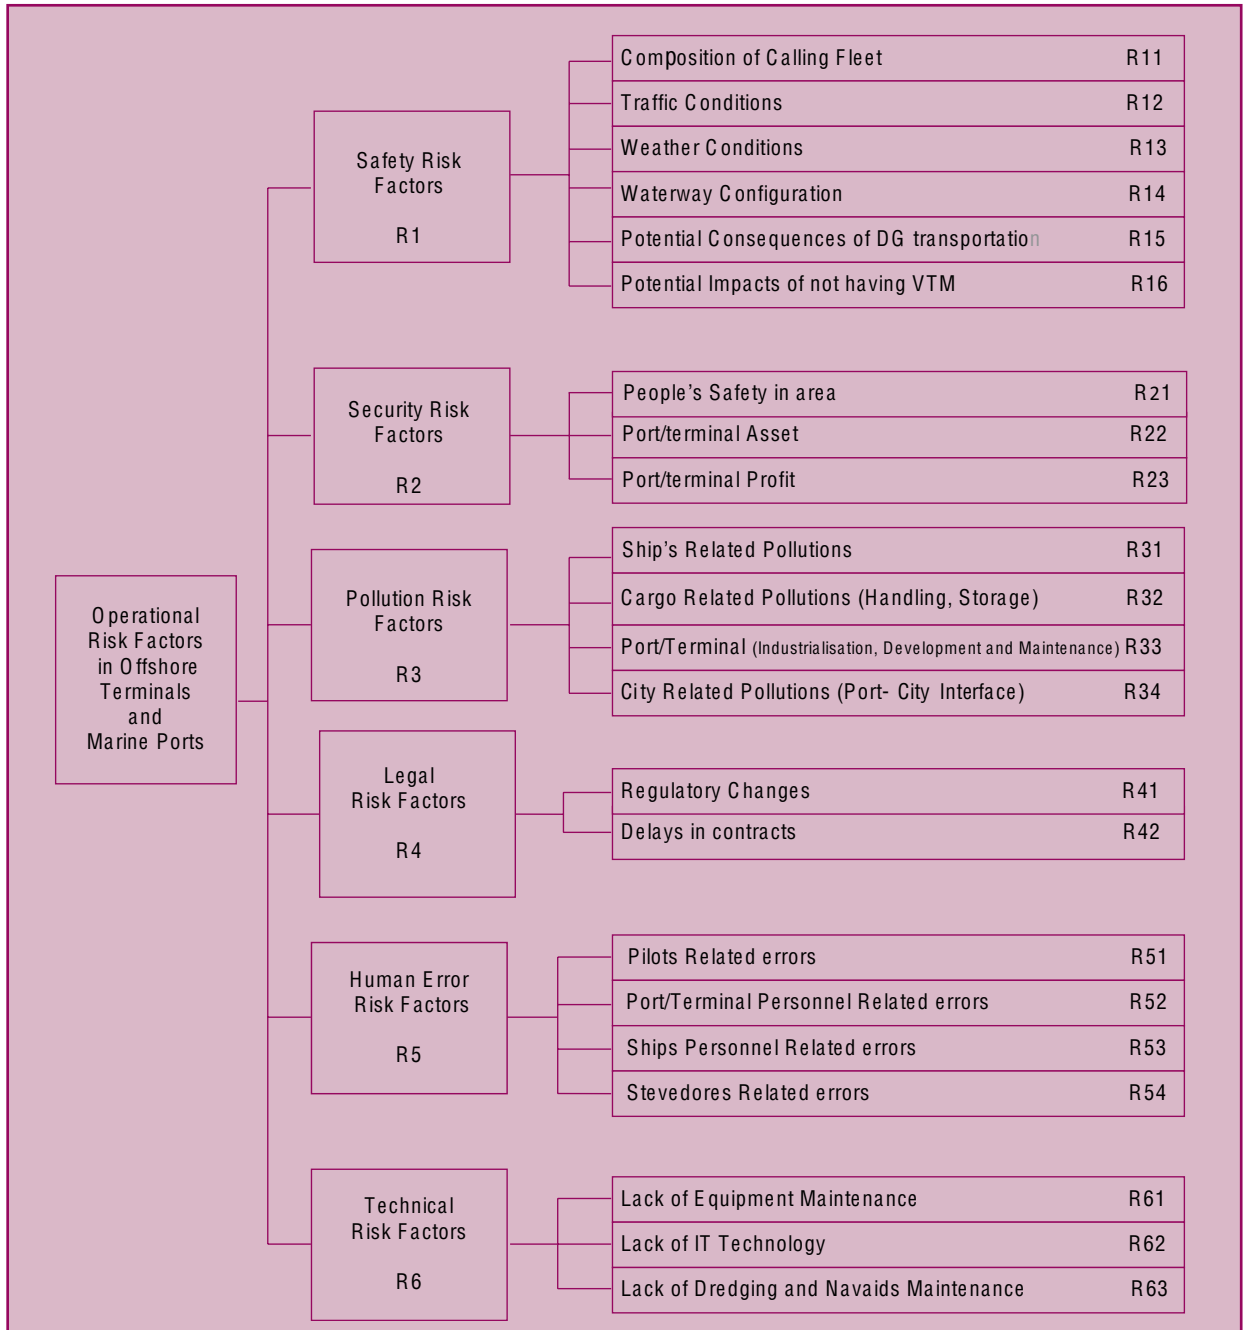 Operational
Risk Factors
in Offshore
Terminals
and
Marine Ports
Safety Risk
Factors
R1
Composition of Calling Fleet R11
Traffic Conditions R12
Weather Conditions R13
Waterway Configuration R14
Potential Consequences of DG transportation R15
Potential Impacts of not having VTM R16
Security Risk
Factors
R2
People's Safety in area R21
Port/terminal Asset R22
Port/terminal Profit R23
Pollution Risk
Factors
R3
Ship's Related Pollutions R31
Cargo Related Pollutions (Handling, Storage) R32
Port/Terminal (Industrialisation, Development and Maintenance) R33
City Related Pollutions (Port- City Interface) R34
Legal
Risk Factors
R4
Regulatory Changes R41
Delays in contracts R42
Human Error
Risk Factors
R5
Pilots Related errors R51
Port/Terminal Personnel Related errors R52
Ships Personnel Related errors R53
Stevedores Related errors R54
Technical
Risk Factors
R6
Lack of Equipment Maintenance R61
Lack of IT Technology R62
Lack of Dredging and Navaids Maintenance R63